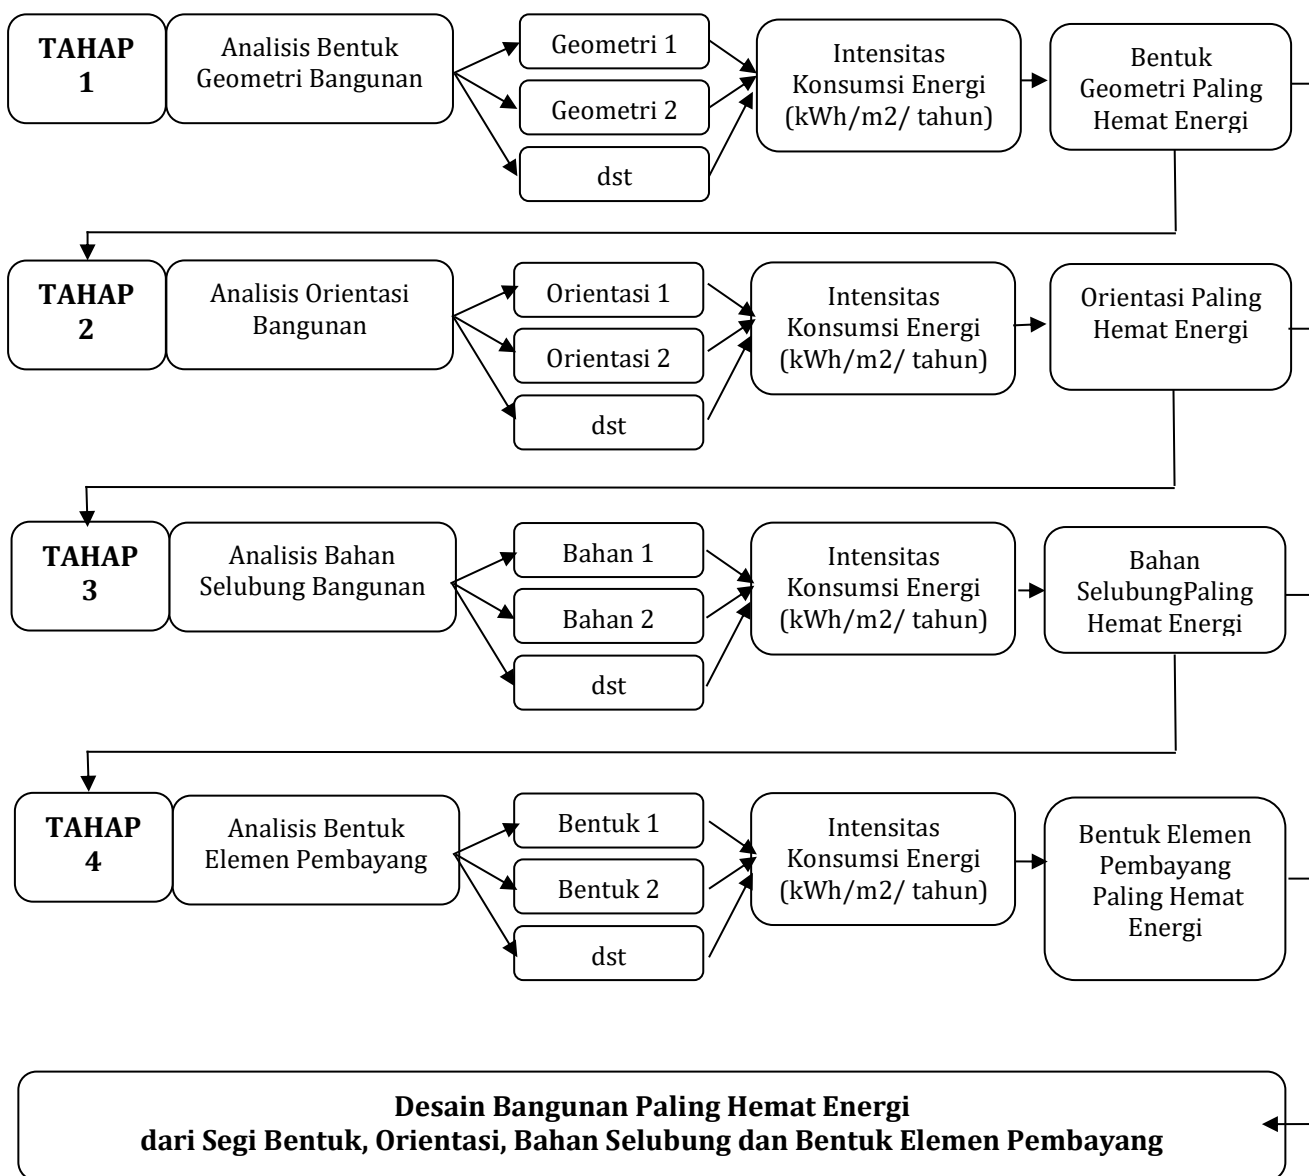 TAHAP
1
Analisis Bentuk
Geometri Bangunan
Geometri 1
Geometri 2
dst
Intensitas
Konsumsi Energi
(kWh/m2/ tahun)
Bentuk
Geometri Paling
Hemat Energi
TAHAP
2
Analisis Orientasi
Bangunan
Orientasi 1
Orientasi 2
dst
Intensitas
Konsumsi Energi
(kWh/m2/ tahun)
Orientasi Paling
Hemat Energi
TAHAP
3
Analisis Bahan
Selubung Bangunan
Bahan 1
Bahan 2
dst
Intensitas
Konsumsi Energi
(kWh/m2/ tahun)
Bahan
SelubungPaling
Hemat Energi
TAHAP
4
Analisis Bentuk
Elemen Pembayang
Bentuk 1
Bentuk 2
dst
Intensitas
Konsumsi Energi
(kWh/m2/ tahun)
Bentuk Elemen
Pembayang
Paling Hemat
Energi
Desain Bangunan Paling Hemat Energi
dari Segi Bentuk, Orientasi, Bahan Selubung dan Bentuk Elemen Pembayang